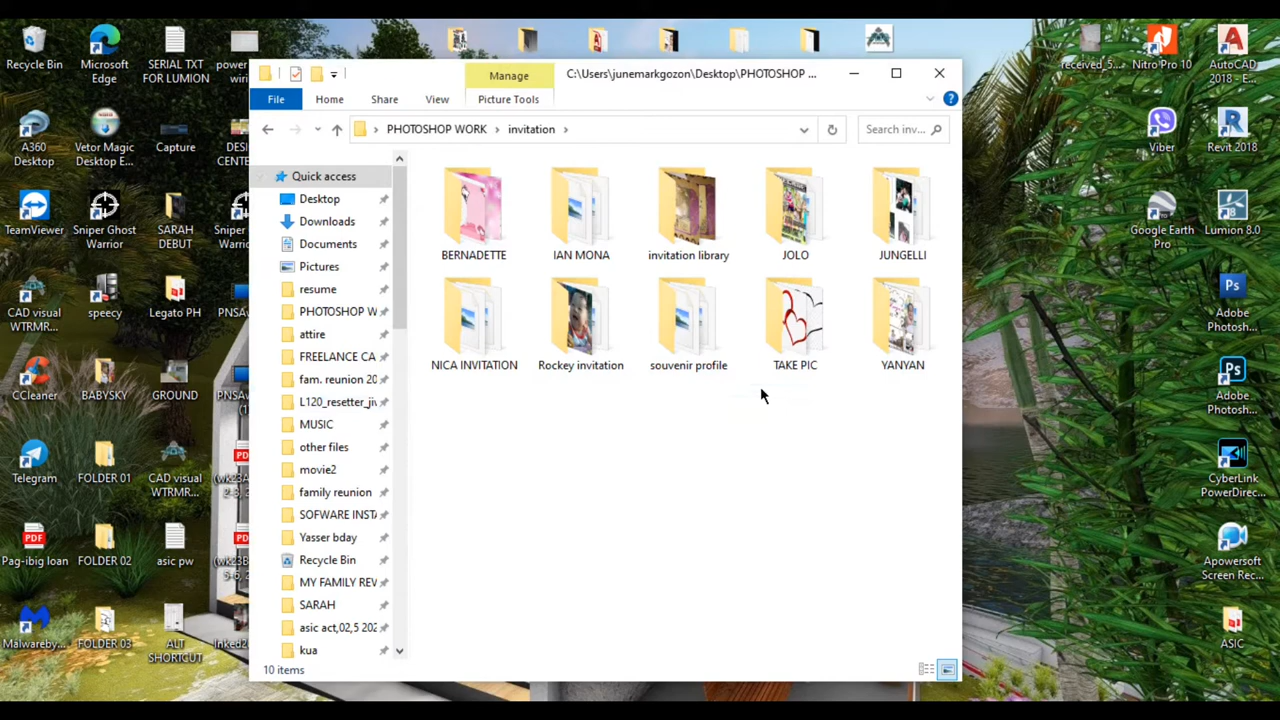 Recycle Bin
Microsoft
Edge
SERIAL TXT
FOR LUMION
power
A360
Desktop
Vetor Magic
Desktop E...
Capture
TeamViewer
Sniper Ghost
Warrior
SARAH
DEBUT
CAD visual
WTRMR...
speecy
Legato PH
CCleaner
BABYSKY
GROUND
Telegram
FOLDER 01
CAD visual
WTRMR...
Pag-ibig loan
FOLDER 02
asic pw
Malwareby...
FOLDER 03
ALT
SHORTCUT
Manage
C:\Users\junemarkgozon\Desktop\PHOTOSHOP ...
File
Home
Share
View
Picture Tools
PHOTOSHOP WORK
invitation
Search inv...
Quick access
Desktop
Downloads
Documents
Pictures
resume
PHOTOSHOP W
attire
FREELANCE CA
fam. reunion 20
L120_resetter_jv
MUSIC
other files
movie2
family reunion
SOFWARE INST
Yasser bday
Recycle Bin
MY FAMILY REV
SARAH
asic act,02,5 202
kua
BERNADETTE
IAN MONA
invitation library
JOLO
JUNGELLI
NICA INVITATION
Rockey invitation
souvenir profile
TAKE PIC
YANYAN
10 items
received_5...
Nitro Pro 10
AutoCAD
2018 - E...
Viber
Revit 2018
Google Earth
Pro
Lumion 8.0
Adobe
Photosh...
Adobe
Photosh...
CyberLink
PowerDirec...
Apowersoft
Screen Rec...
ASIC